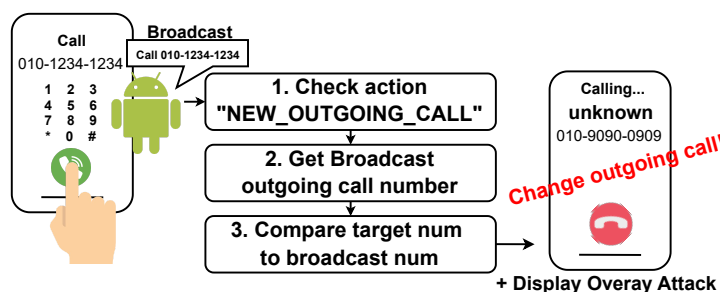 Call
010-1234-1234
1 2 3
4 5 6
7 8 9
* 0 #
Broadcast
Call 010-1234-1234
1. Check action
"NEW_OUTGOING_CALL"
2. Get Broadcast
outgoing call number
3. Compare target num
to broadcast num
Calling...
unknown
010-9090-0909
Change outgoing call!
+ Display Overay Attack